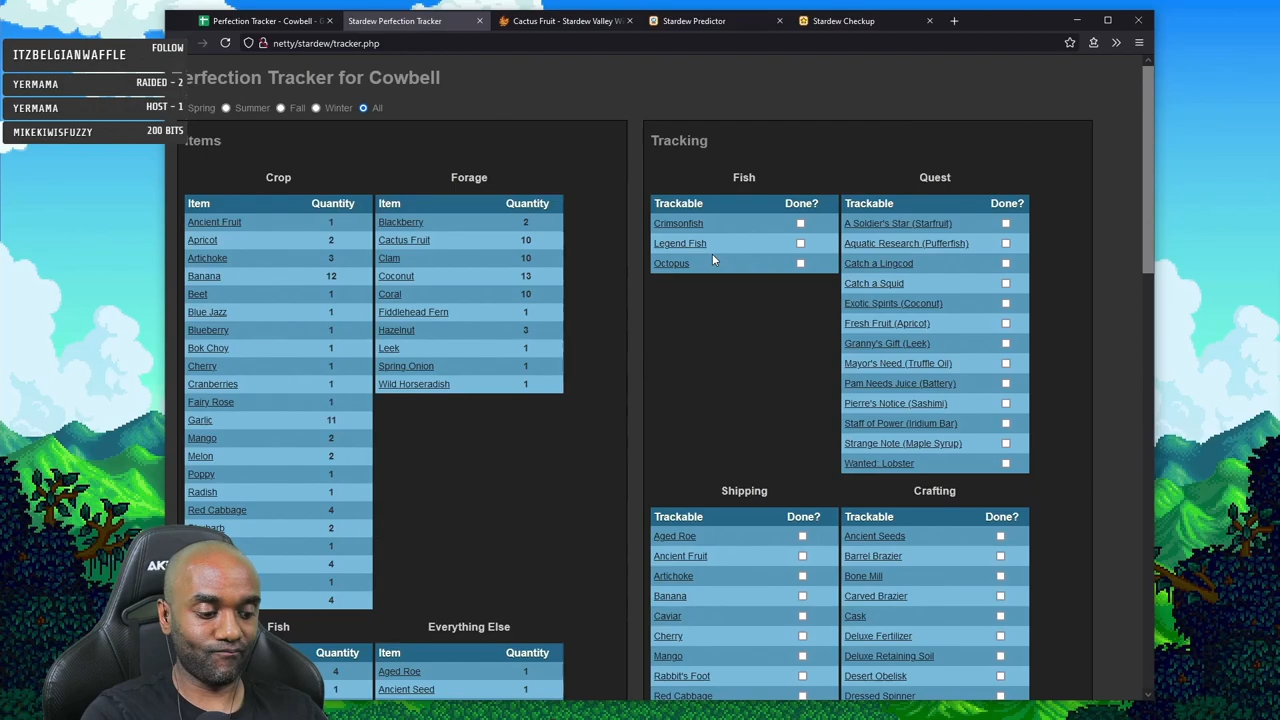 Perfection Tracker - Cowbell - G
Stardew Perfection Tracker
Cactus Fruit - Stardew Valley W
Stardew Predictor
Stardew Checkup
netty/stardew/tracker.php
ITZBELGIANWAFFLE FOLLOW
YERMAMA RAIDED - 2
YERMAMA HOST - 1
MIKEKIWISFUZZY 200 BITS
erfection Tracker for Cowbell
Spring Summer Fall Winter All
Items
Crop
Item Quantity
Ancient Fruit 1
Apricot 2
Artichoke 3
Banana 12
Beet 1
Blue Jazz 1
Blueberry 1
Bok Choy 1
Cherry 1
Cranberries 1
Fairy Rose 1
Garlic 11
Mango 2
Melon 2
Poppy 1
Radish 1
Red Cabbage 4
Rhubarb 2
1
4
1
4
Forage
Item Quantity
Blackberry 2
Cactus Fruit 10
Clam 10
Coconut 13
Coral 10
Fiddlehead Fern 1
Hazelnut 3
Leek 1
Spring Onion 1
Wild Horseradish 1
Fish
Quantity
4
1
Everything Else
Item Quantity
Aged Roe 1
Ancient Seed 1
Tracking
Fish
Trackable Done?
Crimsonfish
Legend Fish
Octopus
Quest
Trackable Done?
A Soldier's Star (Starfruit)
Aquatic Research (Pufferfish)
Catch a Lingcod
Catch a Squid
Exotic Spirits (Coconut)
Fresh Fruit (Apricot)
Granny's Gift (Leek)
Mayor's Need (Truffle Oil)
Pam Needs Juice (Battery)
Pierre's Notice (Sashimi)
Staff of Power (Iridium Bar)
Strange Note (Maple Syrup)
Wanted: Lobster
Shipping
Trackable Done?
Aged Roe
Ancient Fruit
Artichoke
Banana
Caviar
Cherry
Mango
Rabbit's Foot
Red Cabbage
Crafting
Trackable Done?
Ancient Seeds
Barrel Brazier
Bone Mill
Carved Brazier
Cask
Deluxe Fertilizer
Deluxe Retaining Soil
Desert Obelisk
Dressed Spinner
AK